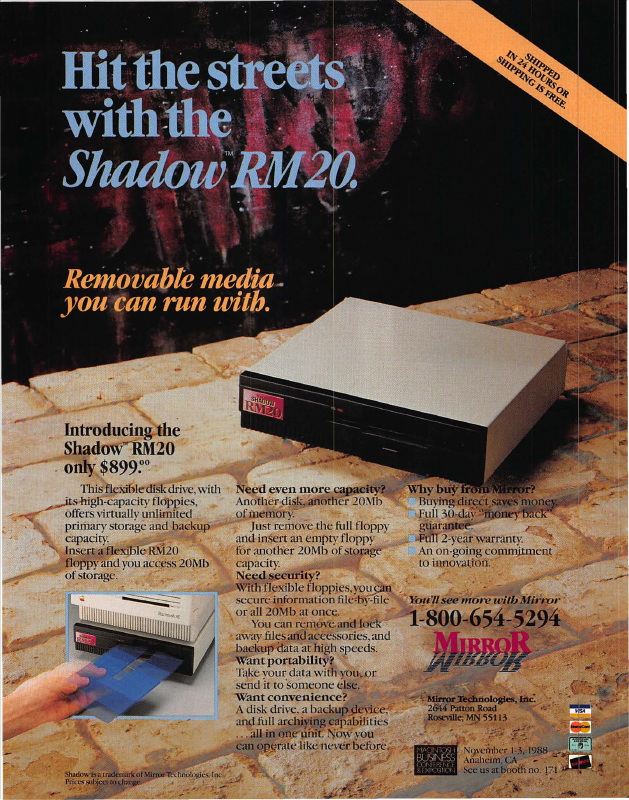 SHIPPED
IN 24 HOURS OR
SHIPPING IS FREE.
Hit the streets
with the
Shadow™ RM20.
Removable media
you can run with.
SHADOW
RM20
Introducing the
Shadow™ RM20
only $899.00
This flexible disk drive, with
its high-capacity floppies,
offers virtually unlimited
primary storage and backup
capacity.
Insert a flexible RM20
floppy and you access 20Mb
of storage.
Need even more capacity?
Another disk, another 20Mb
of memory.
Just remove the full floppy
and insert an empty floppy
for another 20Mb of storage
capacity.
Need security?
With flexible floppies, you can
secure information file-by-file
or all 20Mb at once.
You can remove and lock
away files and accessories, and
backup data at high speeds.
Want portability?
Take your data with you, or
send it to someone else.
Want convenience?
A disk drive, a backup device,
and full archiving capabilities
. . . all in one unit. Now you
can operate like never before.
Why buy from Mirror?
Buying direct saves money.
Full 30-day "money back"
guarantee.
Full 2-year warranty.
An on-going commitment
to innovation.
You'll see more with Mirror
1-800-654-5294
MIRROR
Mirror Technologies, Inc.
2644 Patton Road
Roseville, MN 55113
VISA
MACINTOSH
BUSINESS
CONFERENCE
& EXPOSITION
November 1-3, 1988
Anaheim, CA
See us at booth no. 171
Shadow is a trademark of Mirror Technologies, Inc.
Prices subject to change.